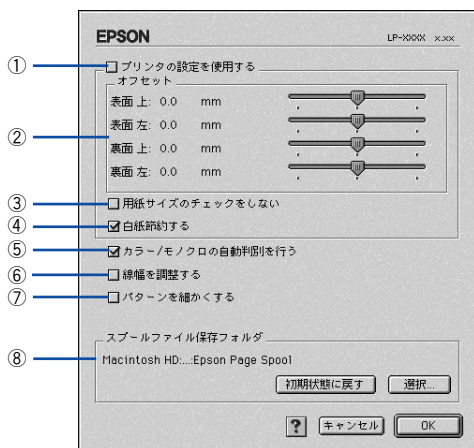 EPSON LP-XXXX x.xx
① プリンタの設定を使用する
オフセット
② 表面 上: 0.0 mm
表面 左: 0.0 mm
裏面 上: 0.0 mm
裏面 左: 0.0 mm
③ 用紙サイズのチェックをしない
④ 白紙節約する
⑤ カラー/モノクロの自動判別を行う
⑥ 線幅を調整する
⑦ パターンを細かくする
スプールファイル保存フォルダ
⑧ Macintosh HD:...:Epson Page Spool
初期状態に戻す 選択...
? キャンセル OK